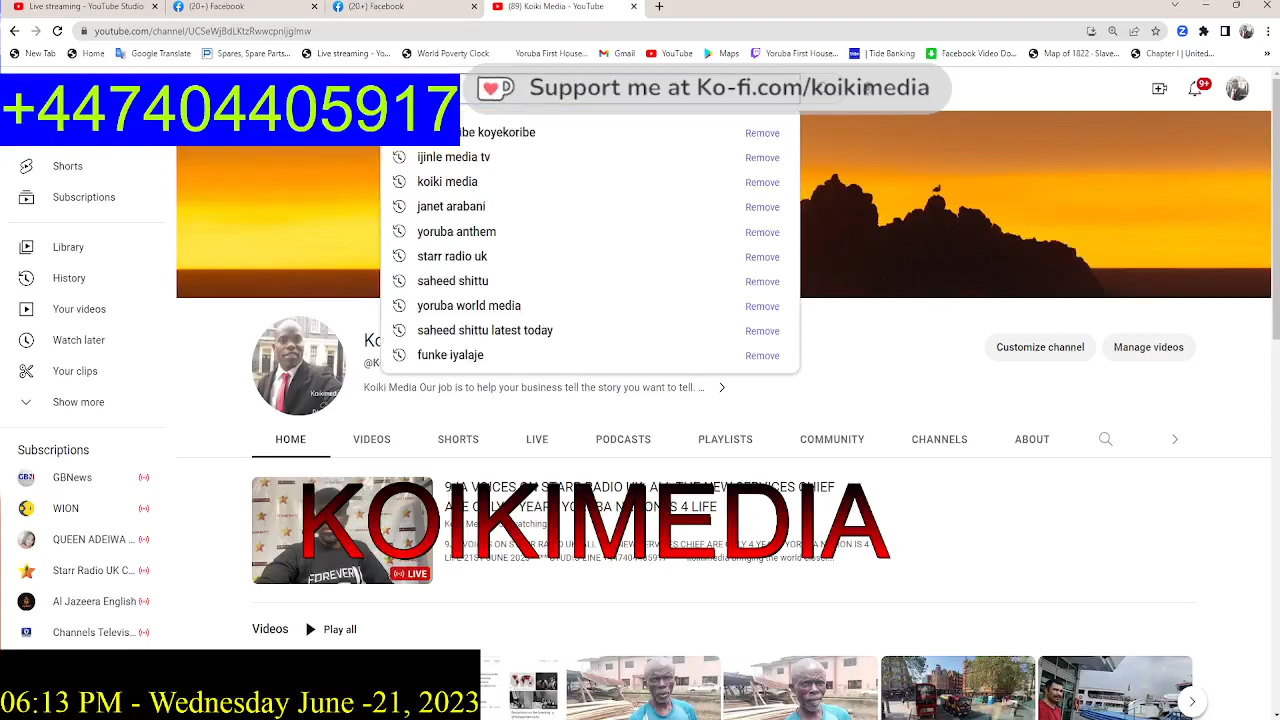 Live streaming - YouTube Studio
(20+) Facebook
(20+) Facebook
(89) Koiki Media - YouTube
youtube.com/channel/UCSeWjBdLKtzRwwcpnIjgImw
New Tab
Home
Google Translate
Spares, Spare Parts...
Live streaming - Yo...
World Poverty Clock
Yoruba First House...
Gmail
YouTube
Maps
Yoruba First House...
Tide Banking
Facebook Video Do...
Map of 1822 - Slave...
Chapter I | United...
+447404405917
Support me at Ko-fi.com/koikimedia
9+
ibe koyekoribe Remove
ijinle media tv Remove
koiki media Remove
janet arabani Remove
yoruba anthem Remove
starr radio uk Remove
saheed shittu Remove
yoruba world media Remove
saheed shittu latest today Remove
funke iyalaje Remove
Shorts
Subscriptions
Library
History
Your videos
Watch later
Your clips
Show more
Subscriptions
GBNews
WION
QUEEN ADEIWA ...
Starr Radio UK C...
Al Jazeera English
Channels Televis...
Ko
@K
Koiki Media Our job is to help your business tell the story you want to tell. ...
Customize channel
Manage videos
HOME VIDEOS SHORTS LIVE PODCASTS PLAYLISTS COMMUNITY CHANNELS ABOUT
KOIKIMEDIA
FOREVER
LIVE
Videos
Play all
06:13 PM - Wednesday June -21, 2023